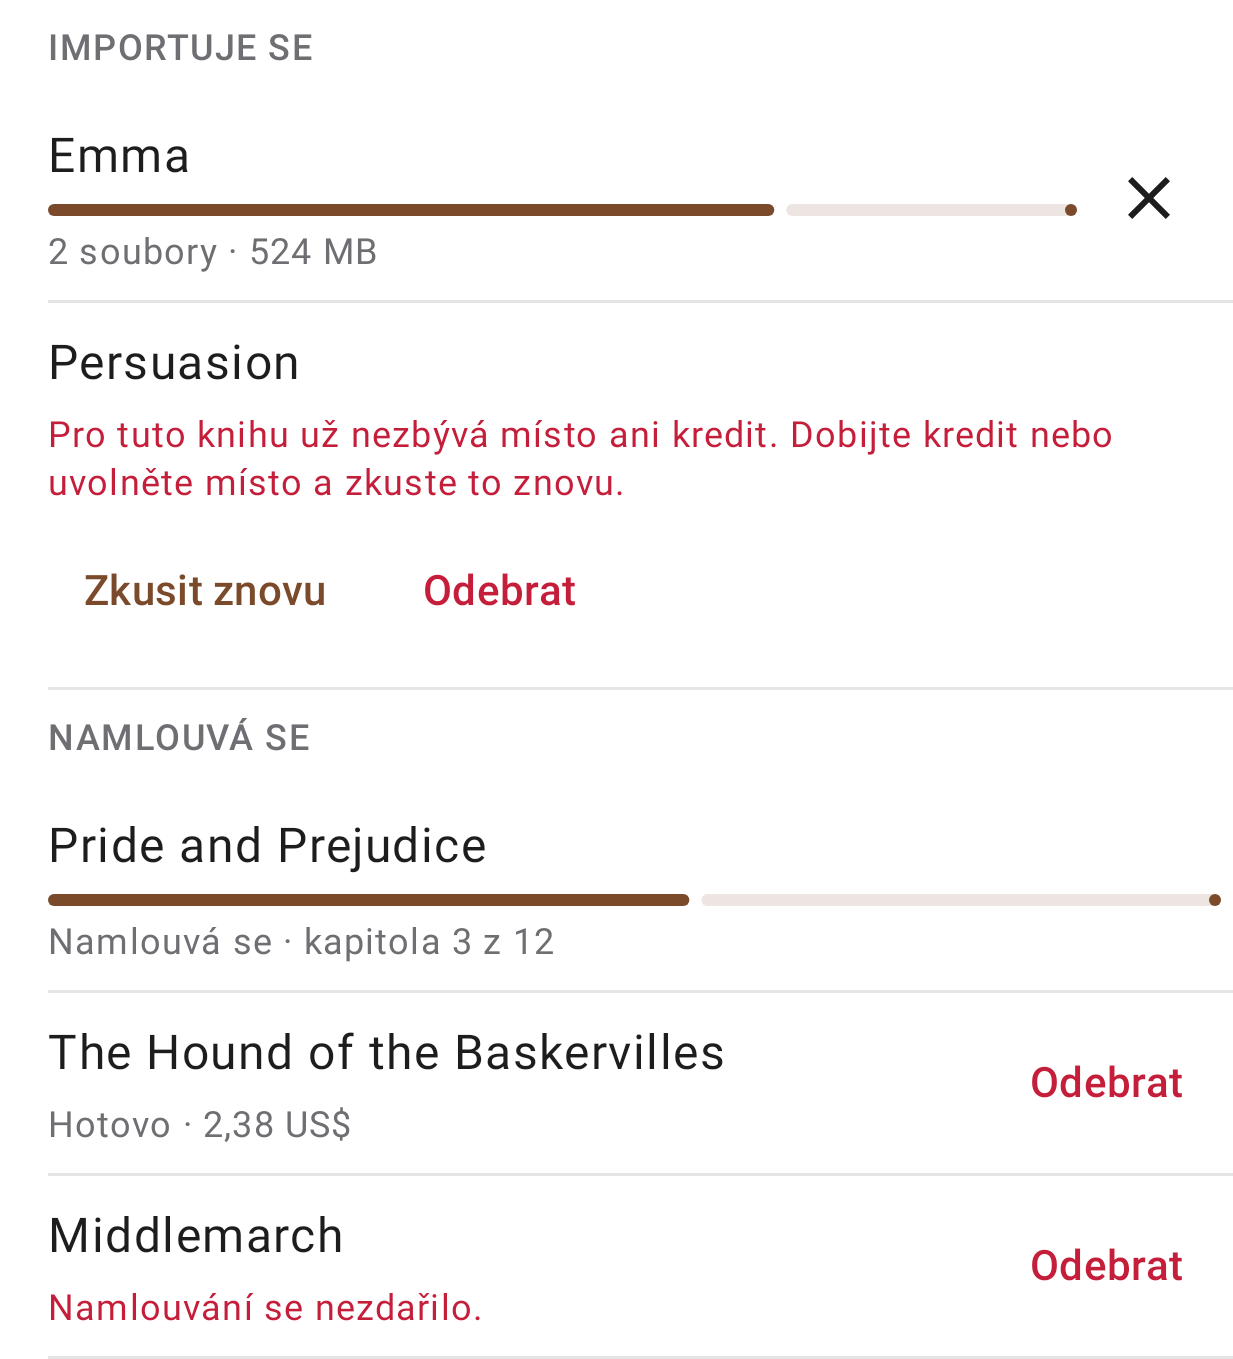 IMPORTUJE SE
Emma
2 soubory · 524 MB
Persuasion
Pro tuto knihu už nezbývá místo ani kredit. Dobijte kredit nebo
uvolněte místo a zkuste to znovu.
Zkusit znovu Odebrat
NAMLOUVÁ SE
Pride and Prejudice
Namlouvá se · kapitola 3 z 12
The Hound of the Baskervilles
Odebrat
Hotovo · 2,38 US$
Middlemarch
Odebrat
Namlouvání se nezdařilo.